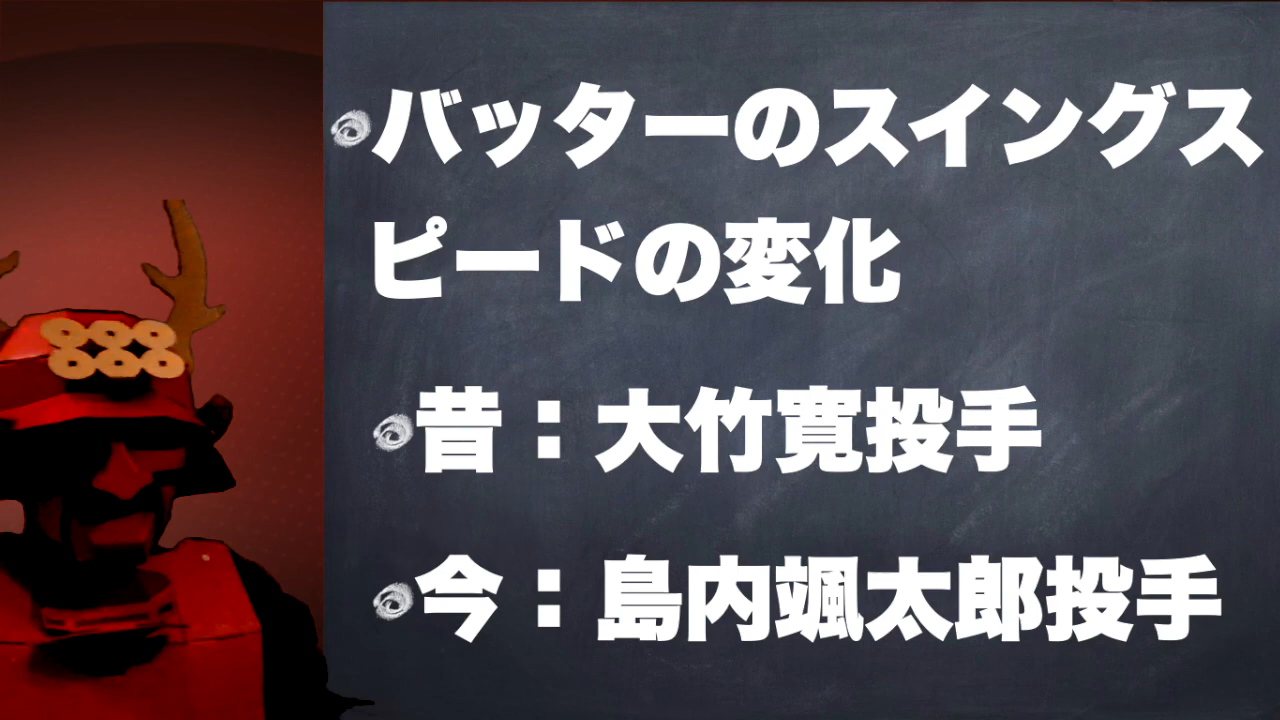 バッターのスイングス
ピードの変化
昔：大竹寛投手
今：島内颯太郎投手